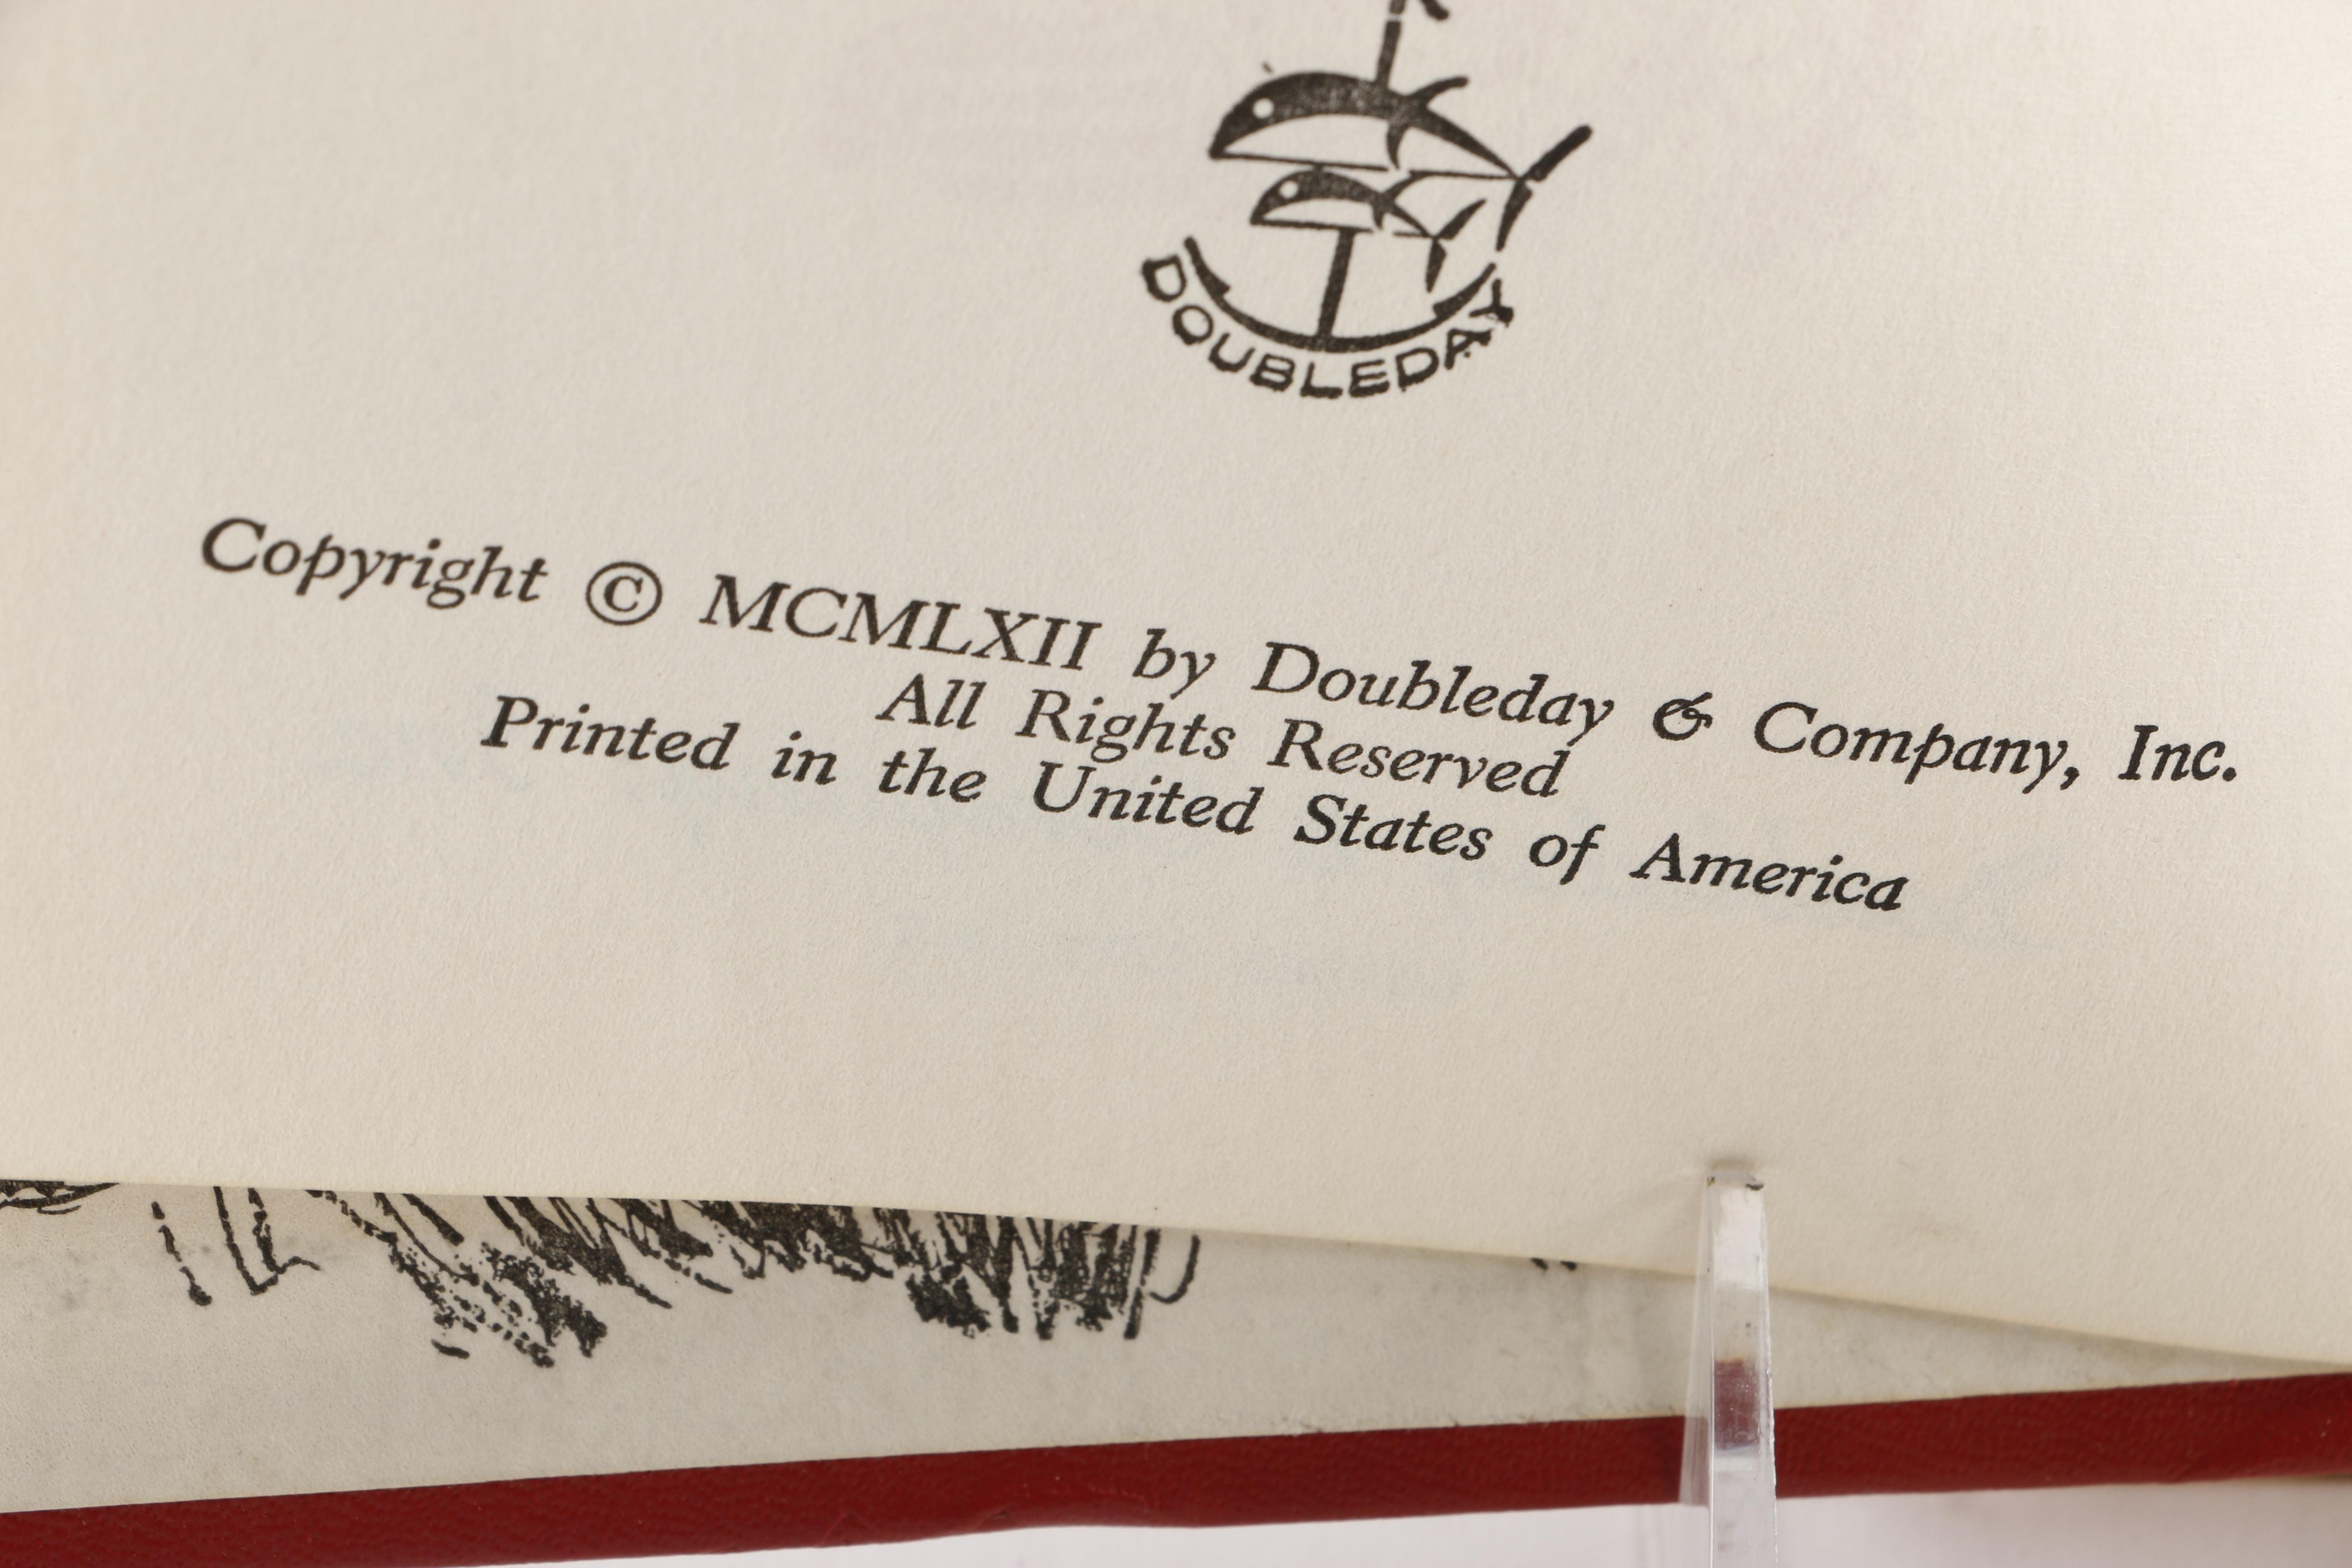 DOUBLEDAY
Copyright © MCMLXII by Doubleday & Company, Inc.
All Rights Reserved
Printed in the United States of America